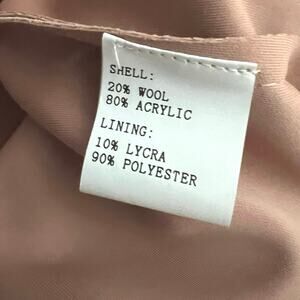 SHELL:
20% WOOL
80% ACRYLIC
LINING:
10% LYCRA
90% POLYESTER